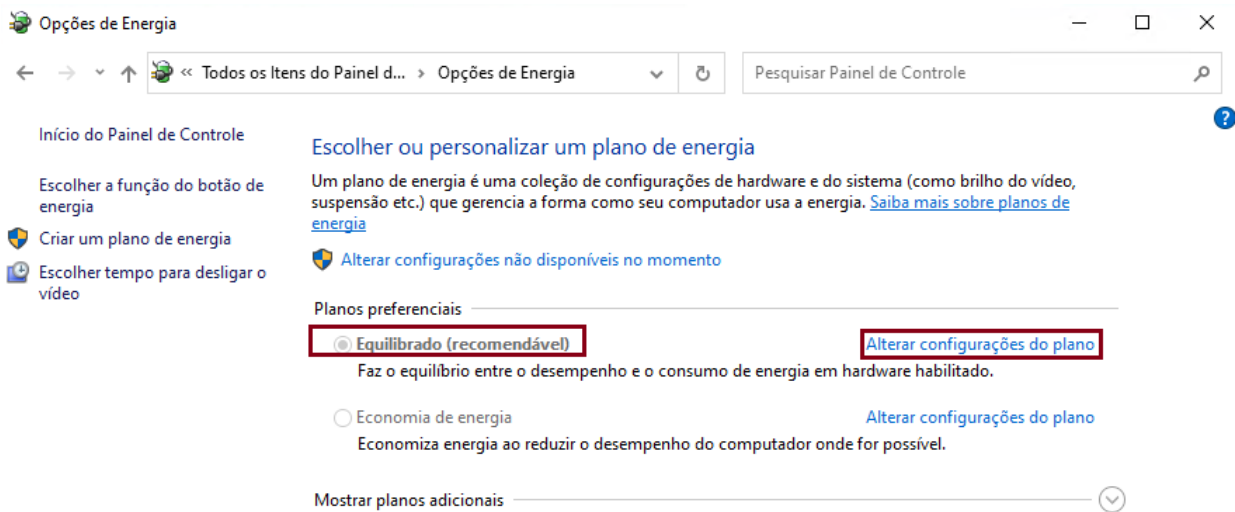 Opções de Energia
« Todos os Itens do Painel d... › Opções de Energia
Pesquisar Painel de Controle
Início do Painel de Controle
Escolher a função do botão de
energia
Criar um plano de energia
Escolher tempo para desligar o
vídeo
Escolher ou personalizar um plano de energia
Um plano de energia é uma coleção de configurações de hardware e do sistema (como brilho do vídeo,
suspensão etc.) que gerencia a forma como seu computador usa a energia. Saiba mais sobre planos de
energia
Alterar configurações não disponíveis no momento
Planos preferenciais
Equilibrado (recomendável) Alterar configurações do plano
Faz o equilíbrio entre o desempenho e o consumo de energia em hardware habilitado.
Economia de energia Alterar configurações do plano
Economiza energia ao reduzir o desempenho do computador onde for possível.
Mostrar planos adicionais